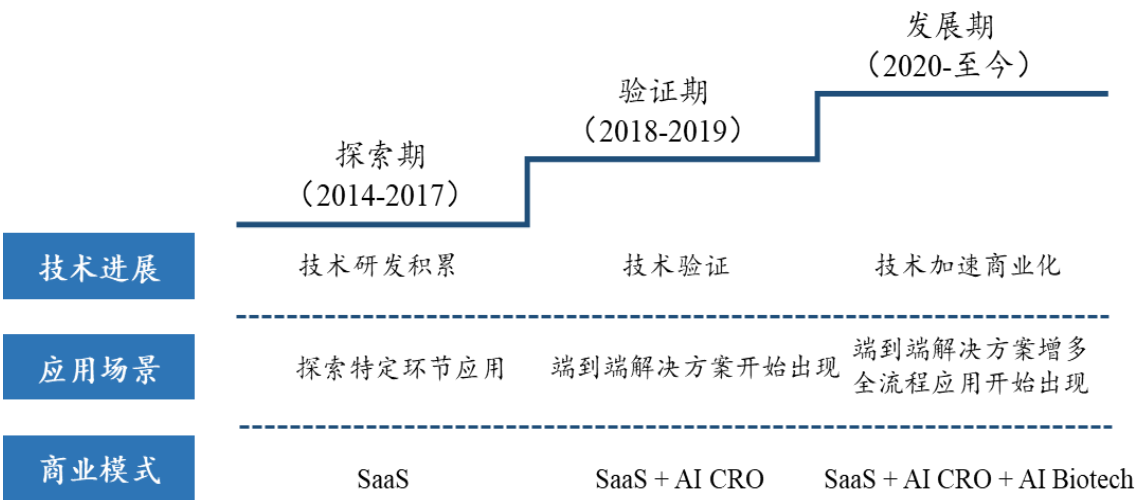 发展期
（2020-至今）
验证期
（2018-2019）
探索期
（2014-2017）
技术进展
技术研发积累
技术验证
技术加速商业化
应用场景
探索特定环节应用
端到端解决方案开始出现
端到端解决方案增多
全流程应用开始出现
商业模式
SaaS
SaaS + AI CRO
SaaS + AI CRO + AI Biotech